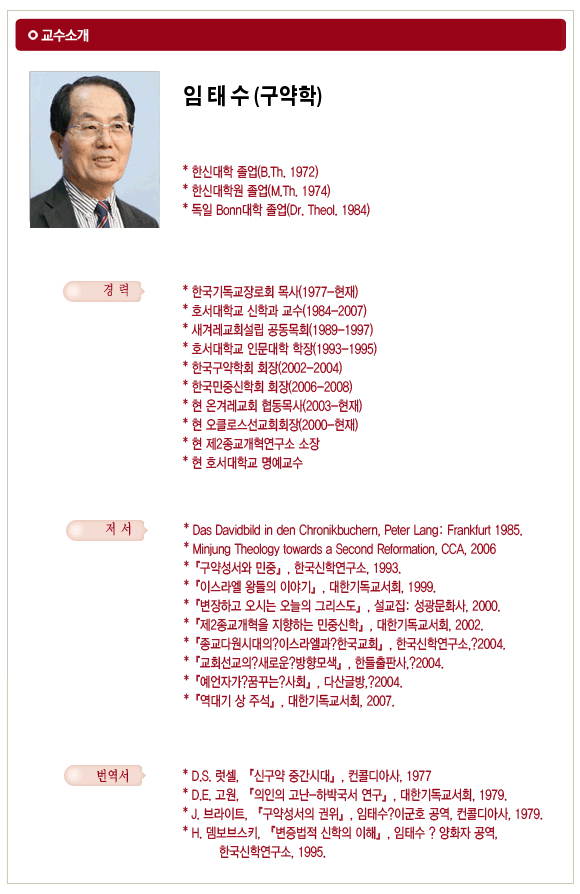 교수소개
임 태 수 (구약학)
* 한신대학 졸업(B.Th. 1972)
* 한신대학원 졸업(M.Th. 1974)
* 독일 Bonn대학 졸업(Dr. Theol. 1984)
경 력
* 한국기독교장로회 목사(1977-현재)
* 호서대학교 신학과 교수(1984-2007)
* 새겨레교회설립 공동목회(1989-1997)
* 호서대학교 인문대학 학장(1993-1995)
* 한국구약학회 회장(2002-2004)
* 한국민중신학회 회장(2006-2008)
* 현 온겨레교회 협동목사(2003-현재)
* 현 오클로스선교회회장(2000-현재)
* 현 제2종교개혁연구소 소장
* 현 호서대학교 명예교수
저 서
* Das Davidbild in den Chronikbuchern, Peter Lang: Frankfurt 1985.
* Minjung Theology towards a Second Reformation, CCA, 2006
* 『구약성서와 민중』, 한국신학연구소, 1993.
* 『이스라엘 왕들의 이야기』, 대한기독교서회, 1999.
* 『변장하고 오시는 오늘의 그리스도』, 설교집: 성광문화사, 2000.
* 『제2종교개혁을 지향하는 민중신학』, 대한기독교서회, 2002.
* 『종교다원시대의?이스라엘과?한국교회』, 한국신학연구소,?2004.
* 『교회선교의?새로운?방향모색』, 한들출판사,?2004.
* 『예언자가?꿈꾸는?사회』, 다산글방,?2004.
* 『역대기 상 주석』, 대한기독교서회, 2007.
번역서
* D.S. 럿셀, 『신구약 중간시대』, 컨콜디아사, 1977
* D.E. 고원, 『의인의 고난-하박국서 연구』, 대한기독교서회, 1979.
* J. 브라이트, 『구약성서의 권위』, 임태수?이군호 공역, 컨콜디아사, 1979.
* H. 뎀보브스키, 『변증법적 신학의 이해』, 임태수 ? 양화자 공역,
한국신학연구소, 1995.